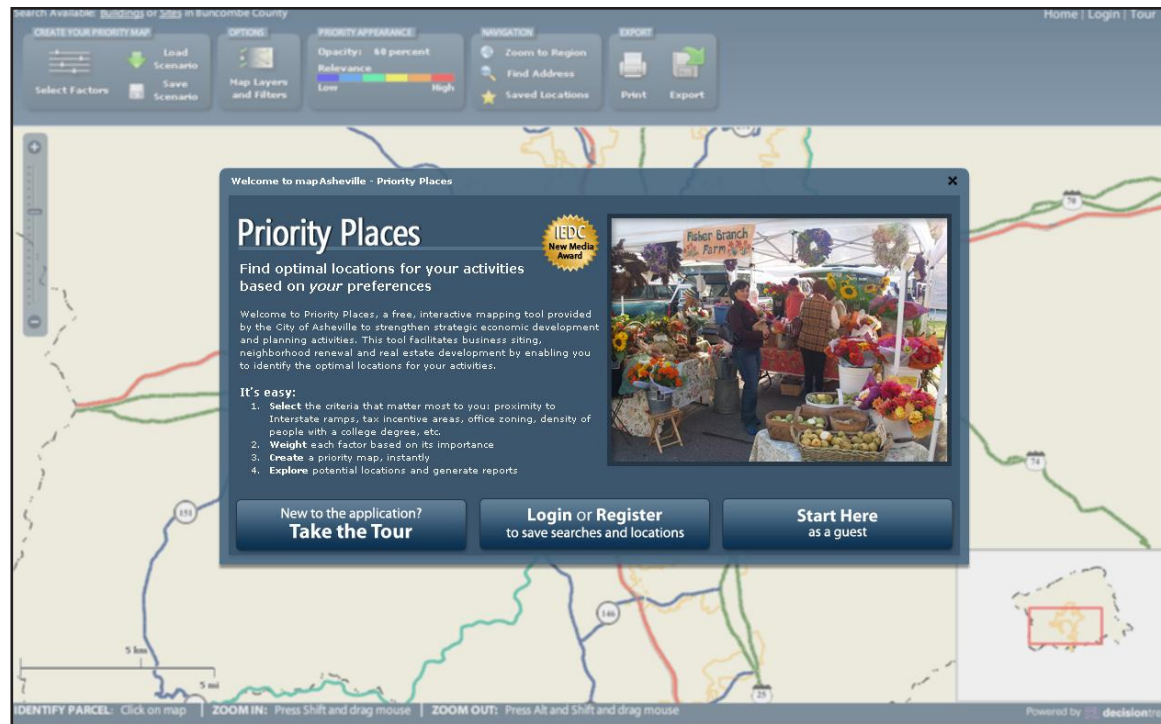 Search Available: Buildings or Sites in Buncombe County
Home | Login | Tour
CREATE YOUR PRIORITY MAP
Select Factors
Load
Scenario
Save
Scenario
OPTIONS
Map Layers
and Filters
PRIORITY APPEARANCE
Opacity: 60 percent
Relevance
Low High
NAVIGATION
Zoom to Region
Find Address
Saved Locations
EXPORT
Print
Export
Welcome to mapAsheville - Priority Places
Priority Places
IEDC
New Media
Award
Find optimal locations for your activities
based on your preferences
Welcome to Priority Places, a free, interactive mapping tool provided
by the City of Asheville to strengthen strategic economic development
and planning activities. This tool facilitates business siting,
neighborhood renewal and real estate development by enabling you
to identify the optimal locations for your activities.
It's easy:
1. Select the criteria that matter most to you: proximity to
Interstate ramps, tax incentive areas, office zoning, density of
people with a college degree, etc.
2. Weight each factor based on its importance
3. Create a priority map, instantly
4. Explore potential locations and generate reports
Fisher Branch
Farm
New to the application?
Take the Tour
Login or Register
to save searches and locations
Start Here
as a guest
70
74
151
146
25
5 km
5 mi
IDENTIFY PARCEL: Click on map | ZOOM IN: Press Shift and drag mouse | ZOOM OUT: Press Alt and Shift and drag mouse
Powered by decisiontre